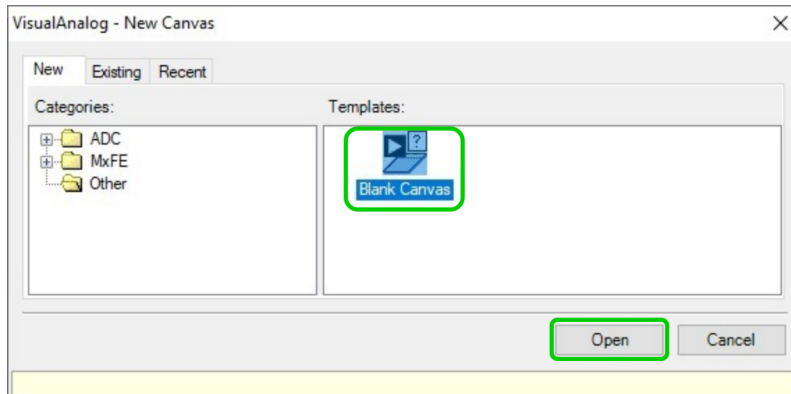 VisualAnalog - New Canvas
New Existing Recent
Categories: Templates:
ADC
MxFE
Other
?
Blank Canvas
Open Cancel